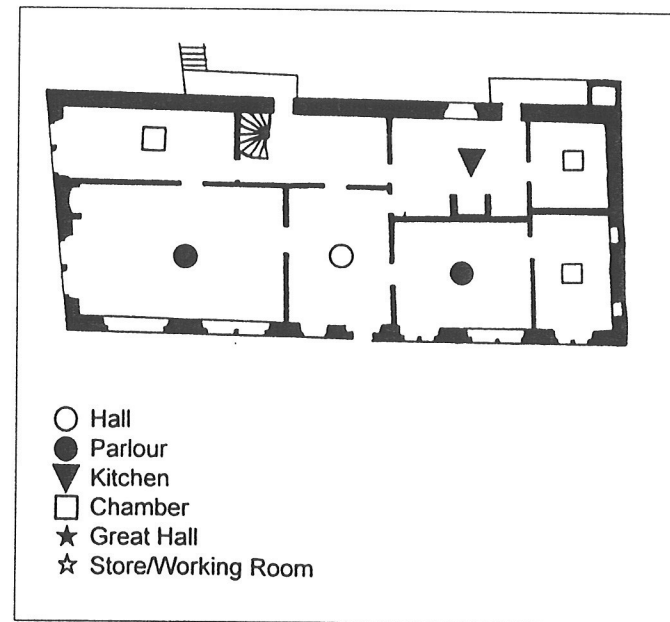 Hall
Parlour
Kitchen
Chamber
Great Hall
Store/Working Room